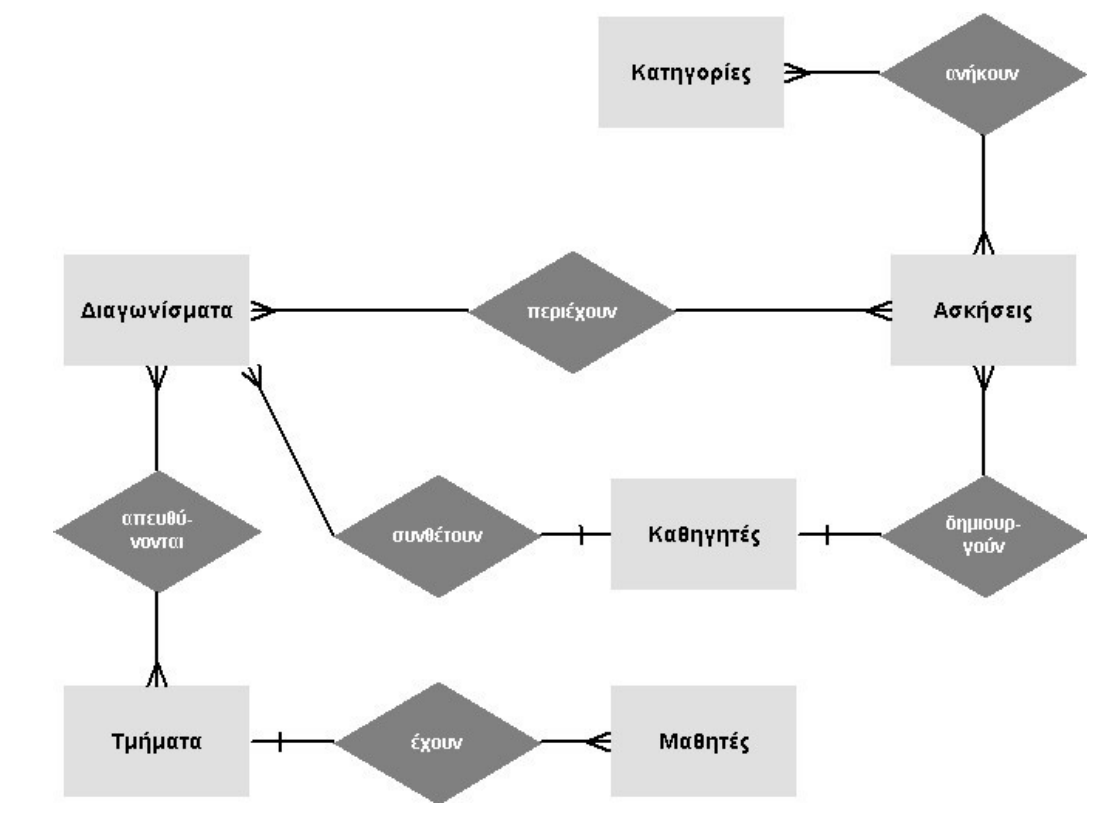 Κατηγορίες
ανήκουν
Διαγωνίσματα
περιέχουν
Ασκήσεις
απευθύ-
νονται
συνθέτουν
Καθηγητές
δημιουρ-
γούν
Τμήματα
έχουν
Μαθητές